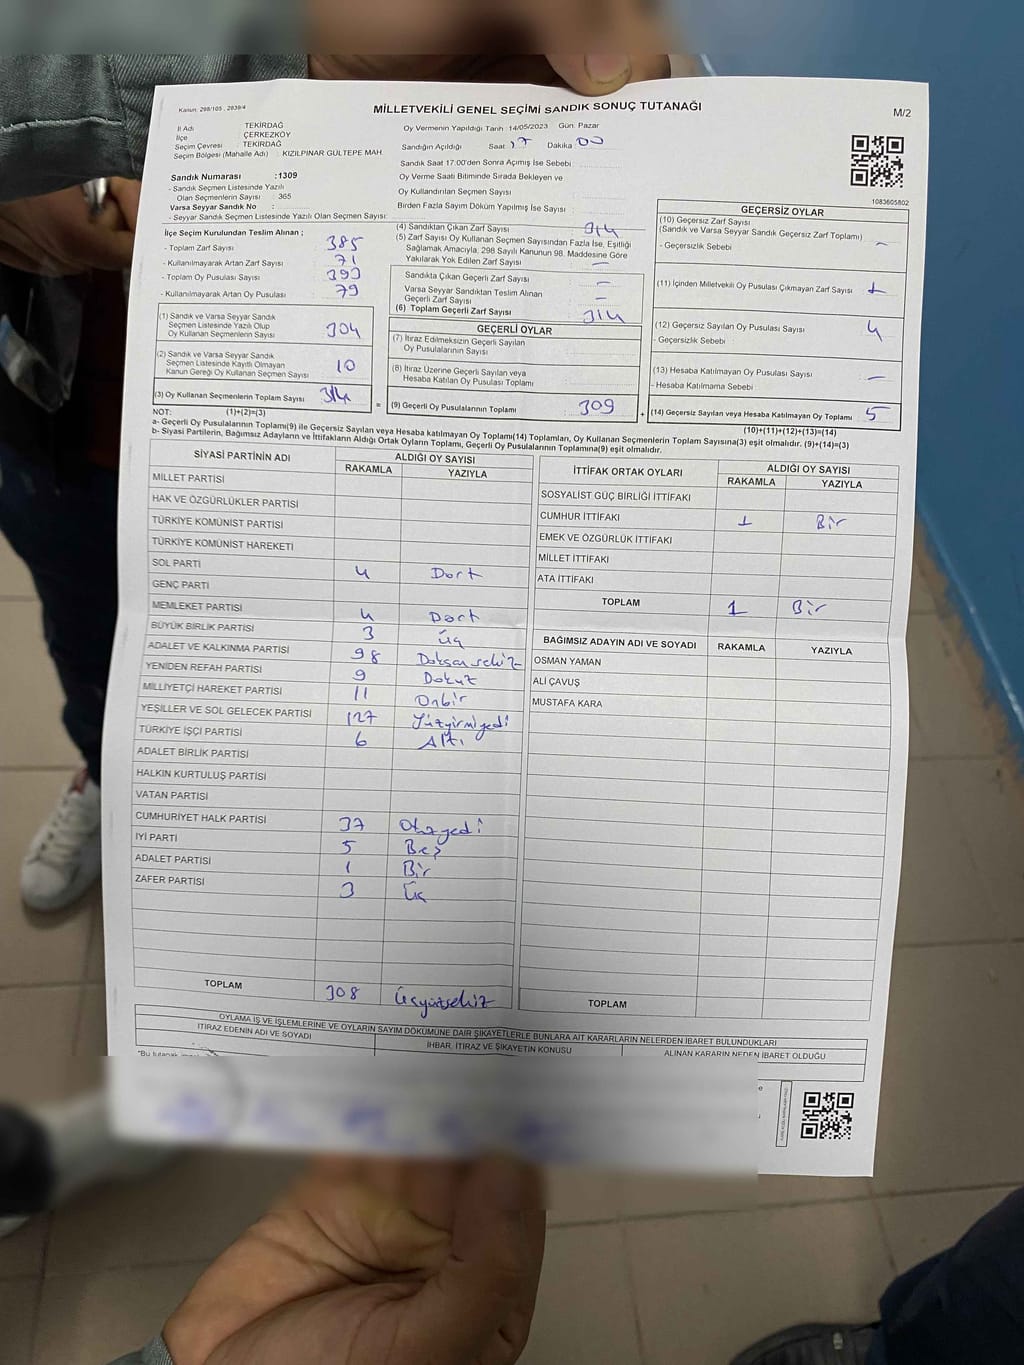 Kanun: 298/105 , 2839/4
MİLLETVEKİLİ GENEL SEÇİMİ SANDIK SONUÇ TUTANAĞI
M/2
İl Adı TEKİRDAĞ
İlçe ÇERKEZKÖY
Seçim Çevresi : TEKİRDAĞ
Seçim Bölgesi (Mahalle Adı) : KIZILPINAR GÜLTEPE MAH.
Oy Vermenin Yapıldığı Tarih :14/05/2023 Gün: Pazar
Sandığın Açıldığı Saat 17 Dakika 00
Sandık Saat 17:00'den Sonra Açımış İse Sebebi :
Oy Verme Saati Bitiminde Sırada Bekleyen ve
Oy Kullandırılan Seçmen Sayısı :
Birden Fazla Sayım Döküm Yapılmış İse Sayısı :
1083605802
Sandık Numarası :1309
- Sandık Seçmen Listesinde Yazılı
Olan Seçmenlerin Sayısı : 365
Varsa Seyyar Sandık No :
- Seyyar Sandık Seçmen Listesinde Yazılı Olan Seçmen Sayısı:
İlçe Seçim Kurulundan Teslim Alınan ;
- Toplam Zarf Sayısı : 385
- Kullanılmayarak Artan Zarf Sayısı : 71
- Toplam Oy Pusulası Sayısı : 393
- Kullanılmayarak Artan Oy Pusulası : 79
(1) Sandık ve Varsa Seyyar Sandık
Seçmen Listesinde Yazılı Olup
Oy Kullanan Seçmenlerin Sayısı : 304
(2) Sandık ve Varsa Seyyar Sandık
Seçmen Listesinde Kayıtlı Olmayan
Kanun Gereği Oy Kullanan Seçmen Sayısı : 10
(3) Oy Kullanan Seçmenlerin Toplam Sayısı : 314
(4) Sandıktan Çıkan Zarf Sayısı : 314
(5) Zarf Sayısı Oy Kullanan Seçmen Sayısından Fazla İse, Eşitliği
Sağlamak Amacıyla, 298 Sayılı Kanunun 98. Maddesine Göre
Yakılarak Yok Edilen Zarf Sayısı : —
Sandıkta Çıkan Geçerli Zarf Sayısı : —
Varsa Seyyar Sandıktan Teslim Alınan
Geçerli Zarf Sayısı : —
(6) Toplam Geçerli Zarf Sayısı : 314
GEÇERLİ OYLAR
(7) İtiraz Edilmeksizin Geçerli Sayılan
Oy Pusulalarının Sayısı :
(8) İtiraz Üzerine Geçerli Sayılan veya
Hesaba Katılan Oy Pusulası Toplamı :
= (9) Geçerli Oy Pusulalarının Toplamı : 309
GEÇERSİZ OYLAR
(10) Geçersiz Zarf Sayısı
(Sandık ve Varsa Seyyar Sandık Geçersiz Zarf Toplamı) : —
- Geçersizlik Sebebi :
(11) İçinden Milletvekili Oy Pusulası Çıkmayan Zarf Sayısı : 1
(12) Geçersiz Sayılan Oy Pusulası Sayısı : 4
- Geçersizlik Sebebi :
(13) Hesaba Katılmayan Oy Pusulası Sayısı : —
- Hesaba Katılmama Sebebi :
+ (14) Geçersiz Sayılan veya Hesaba Katılmayan Oy Toplamı : 5
NOT: (1)+(2)=(3)
(10)+(11)+(12)+(13)=(14)
a- Geçerli Oy Pusulalarının Toplamı(9) ile Geçersiz Sayılan veya Hesaba katılmayan Oy Toplamı(14) Toplamları, Oy Kullanan Seçmenlerin Toplam Sayısına(3) eşit olmalıdır. (9)+(14)=(3)
b- Siyasi Partilerin, Bağımsız Adayların ve İttifakların Aldığı Ortak Oyların Toplamı, Geçerli Oy Pusulalarının Toplamına(9) eşit olmalıdır.
SİYASİ PARTİNİN ADI ALDIĞI OY SAYISI
RAKAMLA YAZIYLA
MİLLET PARTİSİ
HAK VE ÖZGÜRLÜKLER PARTİSİ
TÜRKİYE KOMÜNİST PARTİSİ
TÜRKİYE KOMÜNİST HAREKETİ
SOL PARTİ 4 Dört
GENÇ PARTİ
MEMLEKET PARTİSİ 4 Dört
BÜYÜK BİRLİK PARTİSİ 3 Üç
ADALET VE KALKINMA PARTİSİ 98 Doksansekiz
YENİDEN REFAH PARTİSİ 9 Dokuz
MİLLİYETÇİ HAREKET PARTİSİ 11 Onbir
YEŞİLLER VE SOL GELECEK PARTİSİ 127 Yüzyirmiyedi
TÜRKİYE İŞÇİ PARTİSİ 6 Altı
ADALET BİRLİK PARTİSİ
HALKIN KURTULUŞ PARTİSİ
VATAN PARTİSİ
CUMHURİYET HALK PARTİSİ 37 Otuzyedi
İYİ PARTİ 5 Beş
ADALET PARTİSİ 1 Bir
ZAFER PARTİSİ 3 Üç
TOPLAM 308 Üçyüzsekiz
İTTİFAK ORTAK OYLARI ALDIĞI OY SAYISI
RAKAMLA YAZIYLA
SOSYALİST GÜÇ BİRLİĞİ İTTİFAKI
CUMHUR İTTİFAKI 1 Bir
EMEK VE ÖZGÜRLÜK İTTİFAKI
MİLLET İTTİFAKI
ATA İTTİFAKI
TOPLAM 1 Bir
BAĞIMSIZ ADAYIN ADI VE SOYADI RAKAMLA YAZIYLA
OSMAN YAMAN
ALİ ÇAVUŞ
MUSTAFA KARA
TOPLAM
OYLAMA İŞ VE İŞLEMLERİNE VE OYLARIN SAYIM DÖKÜMÜNE DAİR ŞİKAYETLERLE BUNLARA AİT KARARLARIN NELERDEN İBARET BULUNDUKLARI
İTİRAZ EDENİN ADI VE SOYADI İHBAR, İTİRAZ VE ŞİKAYETİN KONUSU ALINAN KARARIN NEDEN İBARET OLDUĞU